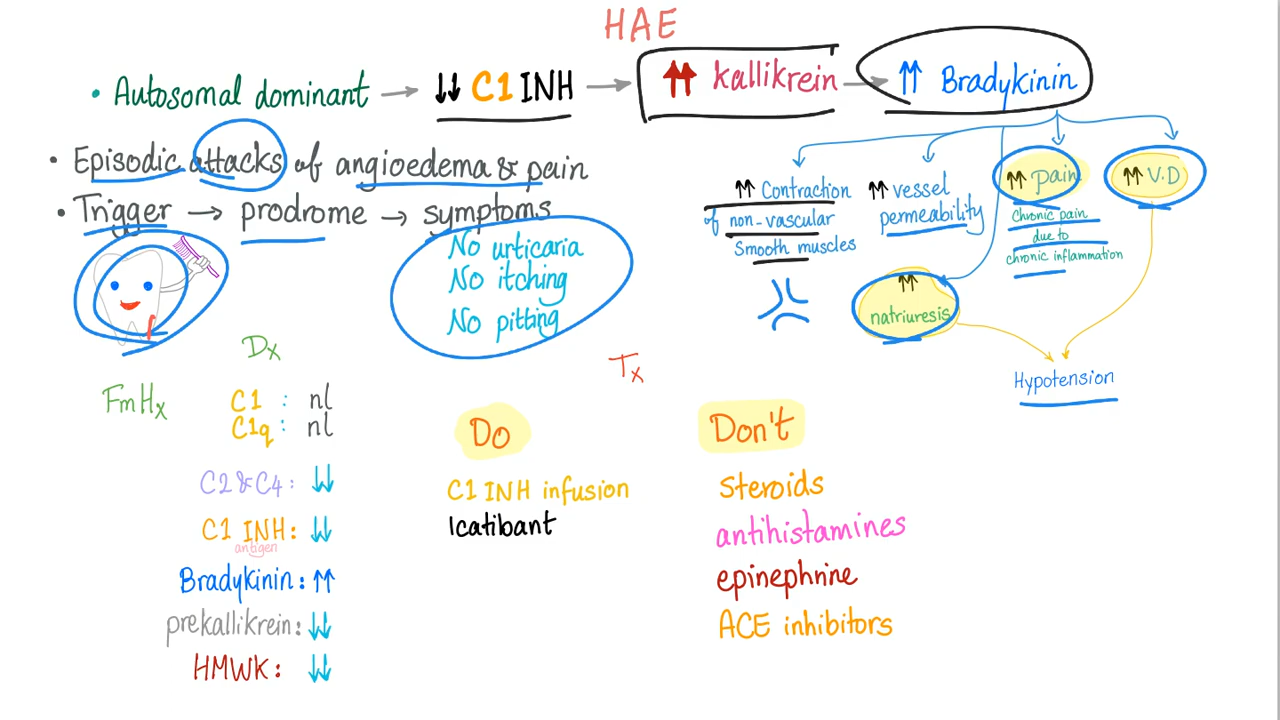 HAE
• Autosomal dominant → ↓↓ C1 INH → ↑↑ kallikrein → ↑↑ Bradykinin
• Episodic attacks of angioedema & pain
• Trigger → prodrome → symptoms
No urticaria
No itching
No pitting
↑↑ Contraction
of non-vascular
Smooth muscles
↑↑ vessel
permeability
↑↑ pain
Chronic pain
due to
chronic inflammation
↑↑ V.D
↑↑
natriuresis
Hypotension
FmHx
Dx
C1 : nl
C1q : nl
C2 & C4 : ↓↓
C1 INH : ↓↓
antigen
Bradykinin : ↑↑
prekallikrein : ↓↓
HMWK : ↓↓
Tx
Do
C1 INH infusion
Icatibant
Don't
Steroids
antihistamines
epinephrine
ACE inhibitors